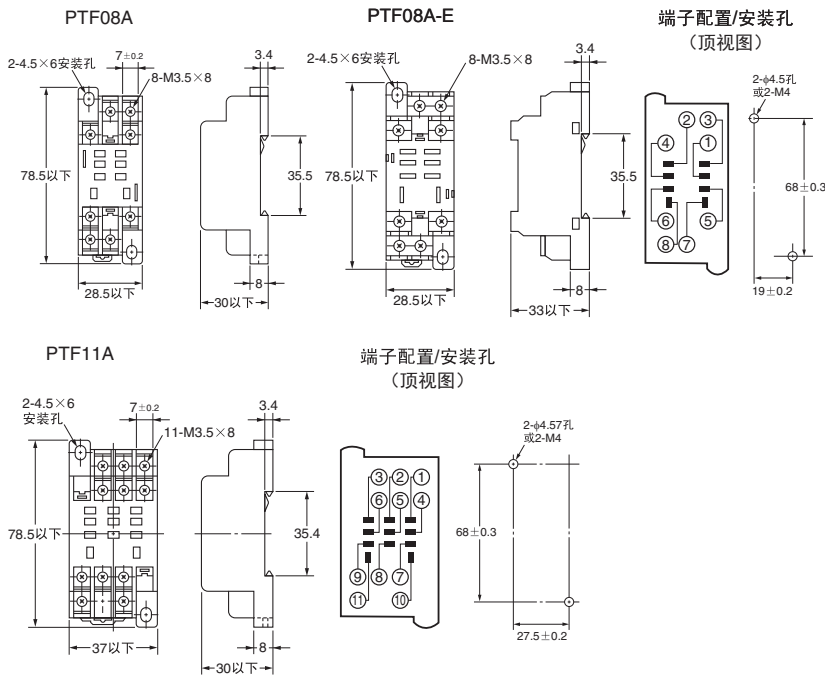 PTF08A
2-4.5×6安装孔
7±0.2
8-M3.5×8
78.5以下
28.5以下
3.4
35.5
8
30以下
PTF08A-E
2-4.5×6安装孔
8-M3.5×8
78.5以下
28.5以下
3.4
35.5
8
33以下
端子配置/安装孔
（顶视图）
② ③
④ ①
⑥ ⑤
⑧ ⑦
2-φ4.5孔
或2-M4
68±0.3
19±0.2
PTF11A
2-4.5×6
安装孔
7±0.2
11-M3.5×8
78.5以下
37以下
3.4
35.4
8
30以下
端子配置/安装孔
（顶视图）
③ ② ①
⑥ ⑤ ④
⑨ ⑧ ⑦
⑪ ⑩
2-φ4.57孔
或2-M4
68±0.3
27.5±0.2